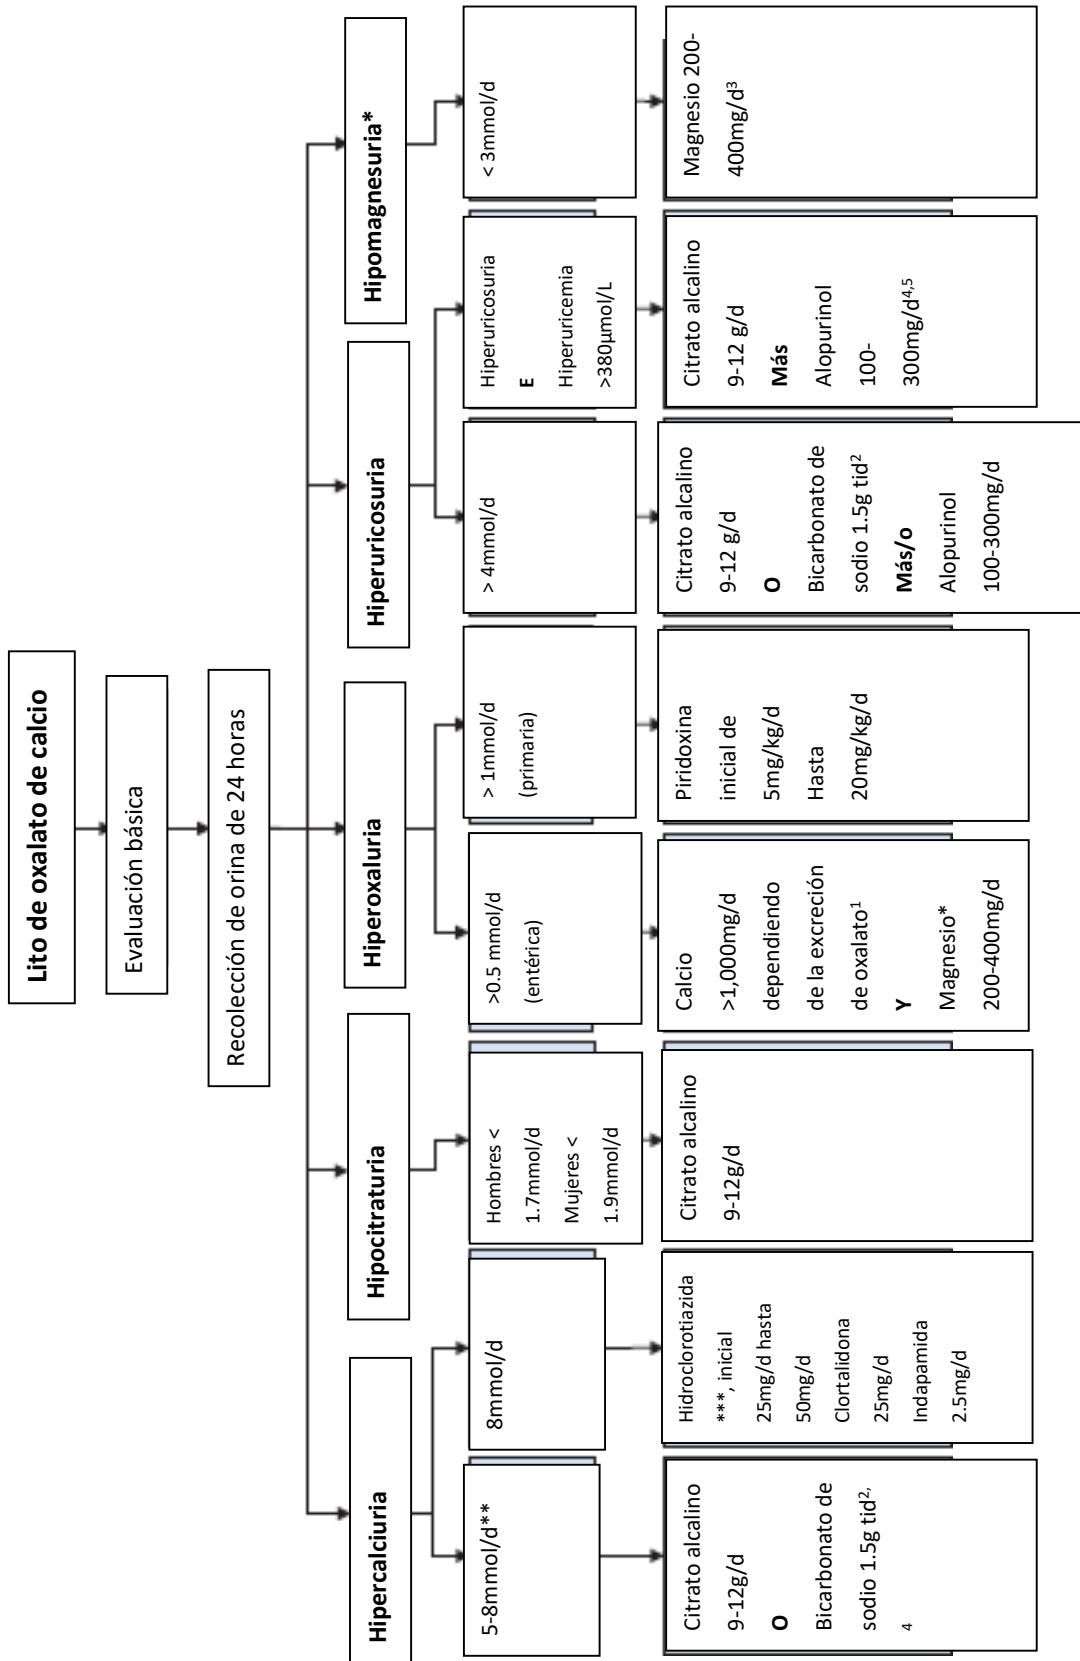 Lito de oxalato de calcio
Evaluación básica
Recolección de orina de 24 horas
Hipercalciuria
Hipocitraturia
Hiperoxaluria
Hiperuricosuria
Hipomagnesuria*
5-8mmol/d**
8mmol/d
Hombres <
1.7mmol/d
Mujeres <
1.9mmol/d
>0.5 mmol/d
(entérica)
> 1mmol/d
(primaria)
> 4mmol/d
Hiperuricosuria
E
Hiperuricemia
>380µmol/L
< 3mmol/d
Citrato alcalino
9-12g/d
O
Bicarbonato de
sodio 1.5g tid2,
4
Hidroclorotiazida
***, inicial
25mg/d hasta
50mg/d
Clortalidona
25mg/d
Indapamida
2.5mg/d
Citrato alcalino
9-12g/d
Calcio
>1,000mg/d
dependiendo
de la excreción
de oxalato1
Y
Magnesio*
200-400mg/d
Piridoxina
inicial de
5mg/kg/d
Hasta
20mg/kg/d
Citrato alcalino
9-12 g/d
O
Bicarbonato de
sodio 1.5g tid2
Más/o
Alopurinol
100-300mg/d
Citrato alcalino
9-12 g/d
Más
Alopurinol
100-
300mg/d4,5
Magnesio 200-
400mg/d3